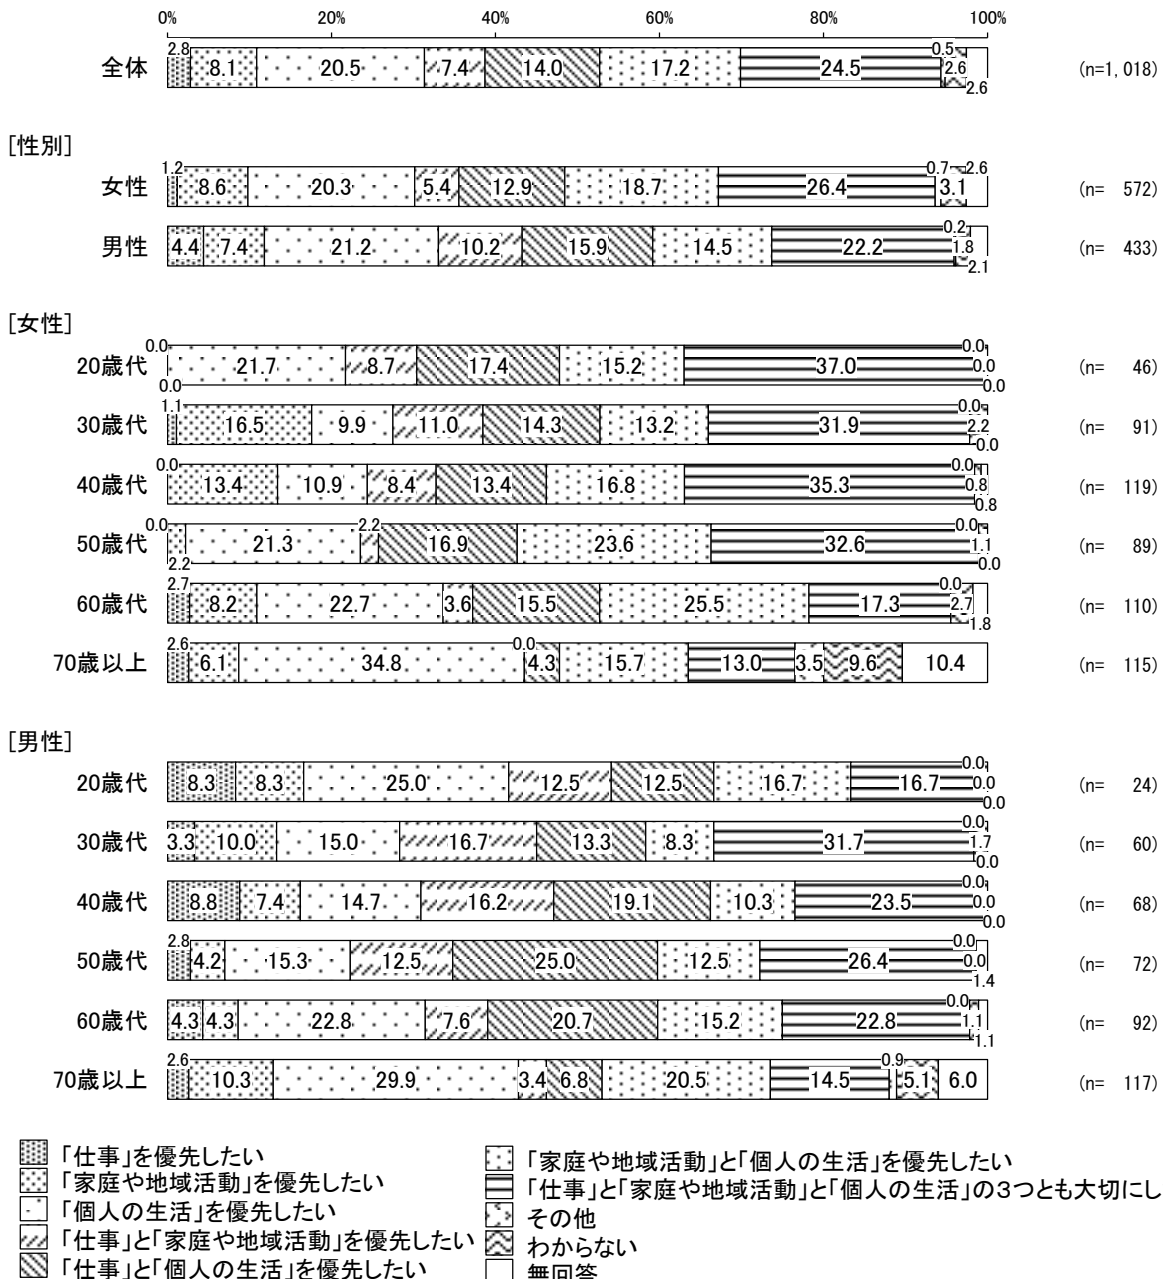 0% 20% 40% 60% 80% 100%
全体 2.8 8.1 20.5 7.4 14.0 17.2 24.5 0.5 2.6 2.6 (n=1,018)
[性別]
女性 1.2 8.6 20.3 5.4 12.9 18.7 26.4 0.7 3.1 2.6 (n= 572)
男性 4.4 7.4 21.2 10.2 15.9 14.5 22.2 0.2 1.8 2.1 (n= 433)
[女性]
20歳代 0.0 0.0 21.7 8.7 17.4 15.2 37.0 0.0 0.0 0.0 (n= 46)
30歳代 1.1 16.5 9.9 11.0 14.3 13.2 31.9 0.0 2.2 0.0 (n= 91)
40歳代 0.0 13.4 10.9 8.4 13.4 16.8 35.3 0.0 0.8 0.8 (n= 119)
50歳代 0.0 2.2 21.3 2.2 16.9 23.6 32.6 0.0 1.1 0.0 (n= 89)
60歳代 2.7 8.2 22.7 3.6 15.5 25.5 17.3 0.0 2.7 1.8 (n= 110)
70歳以上 2.6 6.1 34.8 0.0 4.3 15.7 13.0 3.5 9.6 10.4 (n= 115)
[男性]
20歳代 8.3 8.3 25.0 12.5 12.5 16.7 16.7 0.0 0.0 0.0 (n= 24)
30歳代 3.3 10.0 15.0 16.7 13.3 8.3 31.7 0.0 1.7 0.0 (n= 60)
40歳代 8.8 7.4 14.7 16.2 19.1 10.3 23.5 0.0 0.0 0.0 (n= 68)
50歳代 2.8 4.2 15.3 12.5 25.0 12.5 26.4 0.0 0.0 1.4 (n= 72)
60歳代 4.3 4.3 22.8 7.6 20.7 15.2 22.8 0.0 1.1 1.1 (n= 92)
70歳以上 2.6 10.3 29.9 3.4 6.8 20.5 14.5 0.9 5.1 6.0 (n= 117)
「仕事」を優先したい
「家庭や地域活動」を優先したい
「個人の生活」を優先したい
「仕事」と「家庭や地域活動」を優先したい
「仕事」と「個人の生活」を優先したい
「家庭や地域活動」と「個人の生活」を優先したい
「仕事」と「家庭や地域活動」と「個人の生活」の3つとも大切にし
その他
わからない
無回答